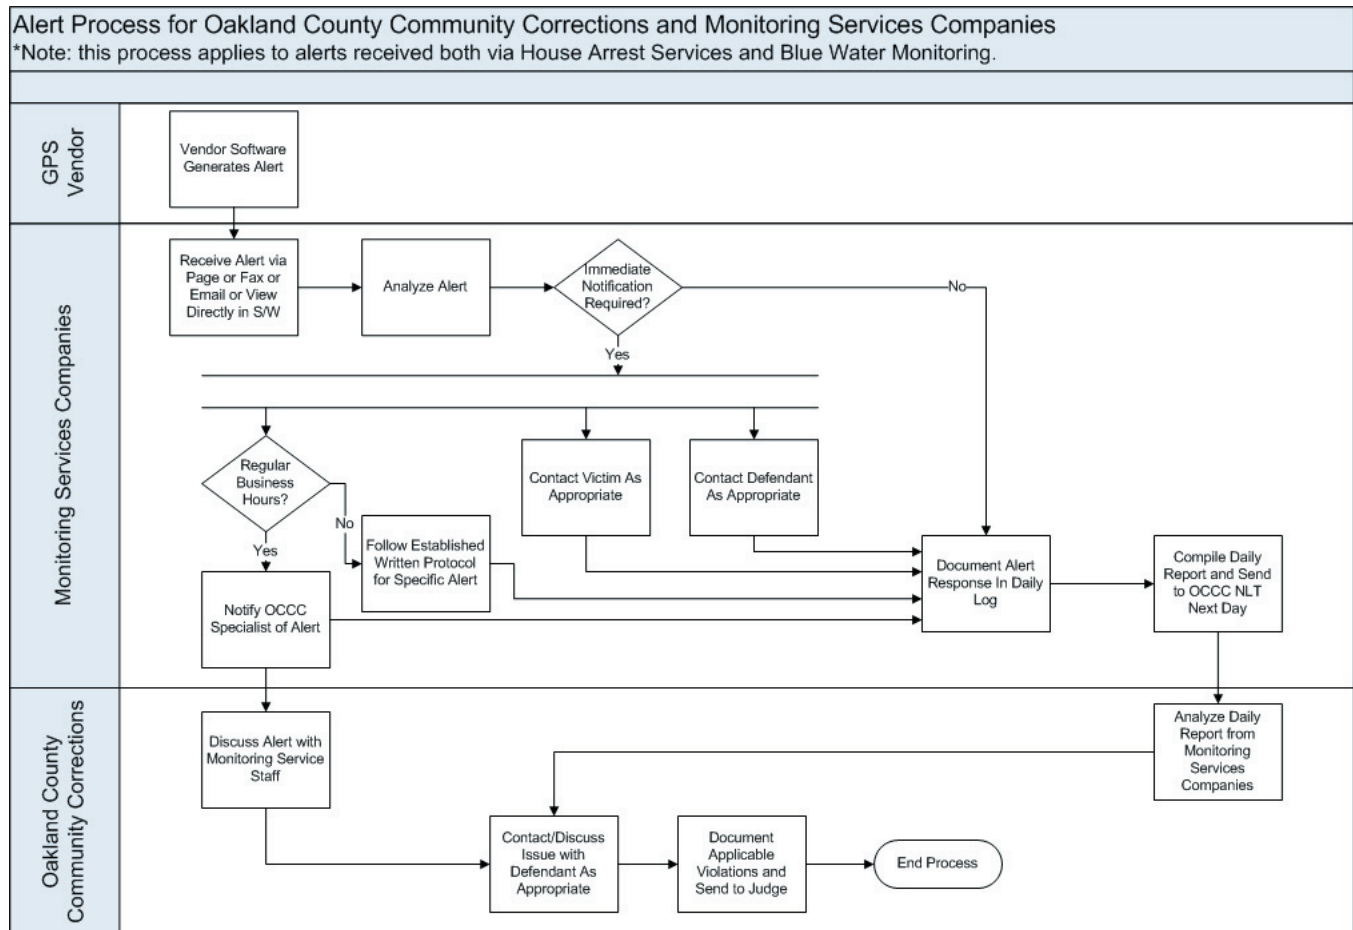 Alert Process for Oakland County Community Corrections and Monitoring Services Companies
*Note: this process applies to alerts received both via House Arrest Services and Blue Water Monitoring.
GPS
Vendor
Vendor Software
Generates Alert
Monitoring Services Companies
Receive Alert via
Page or Fax or
Email or View
Directly in S/W
Analyze Alert
Immediate
Notification
Required?
No
Yes
Regular
Business
Hours?
No
Yes
Follow Established
Written Protocol
for Specific Alert
Contact Victim As
Appropriate
Contact Defendant
As Appropriate
Notify OCCC
Specialist of Alert
Document Alert
Response In Daily
Log
Compile Daily
Report and Send
to OCCC NLT
Next Day
Oakland County
Community Corrections
Discuss Alert with
Monitoring Service
Staff
Analyze Daily
Report from
Monitoring
Services
Companies
Contact/Discuss
Issue with
Defendant As
Appropriate
Document
Applicable
Violations and
Send to Judge
End Process